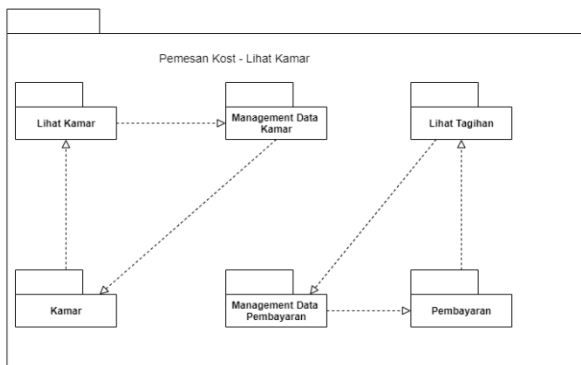 Pemesan Kost - Lihat Kamar
Lihat Kamar
Management Data
Kamar
Lihat Tagihan
Kamar
Management Data
Pembayaran
Pembayaran